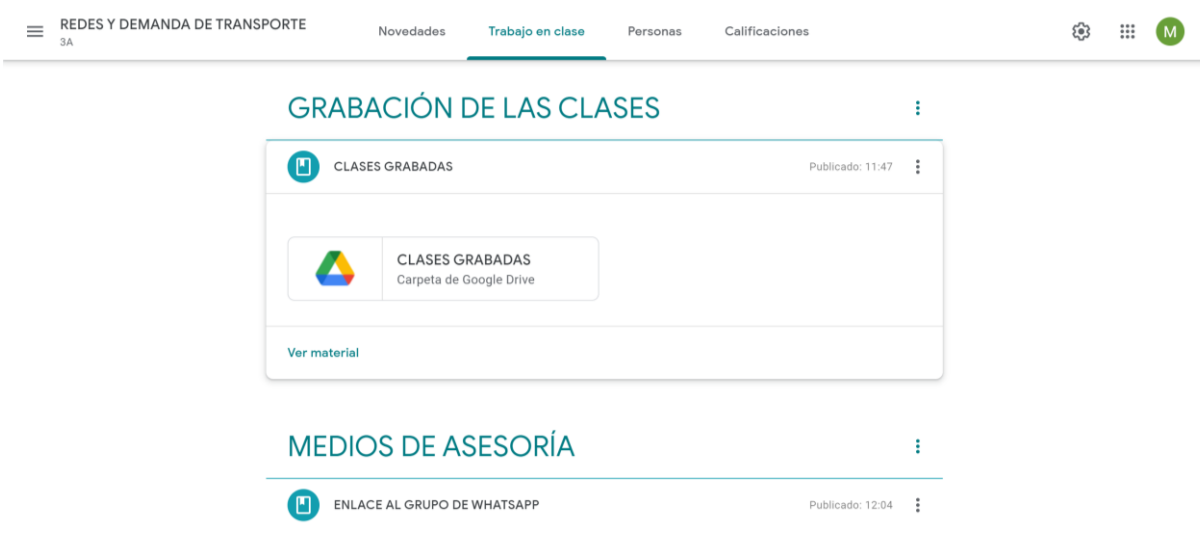 REDES Y DEMANDA DE TRANSPORTE
3A
Novedades
Trabajo en clase
Personas
Calificaciones
M
GRABACIÓN DE LAS CLASES
CLASES GRABADAS
Publicado: 11:47
CLASES GRABADAS
Carpeta de Google Drive
Ver material
MEDIOS DE ASESORÍA
ENLACE AL GRUPO DE WHATSAPP
Publicado: 12:04